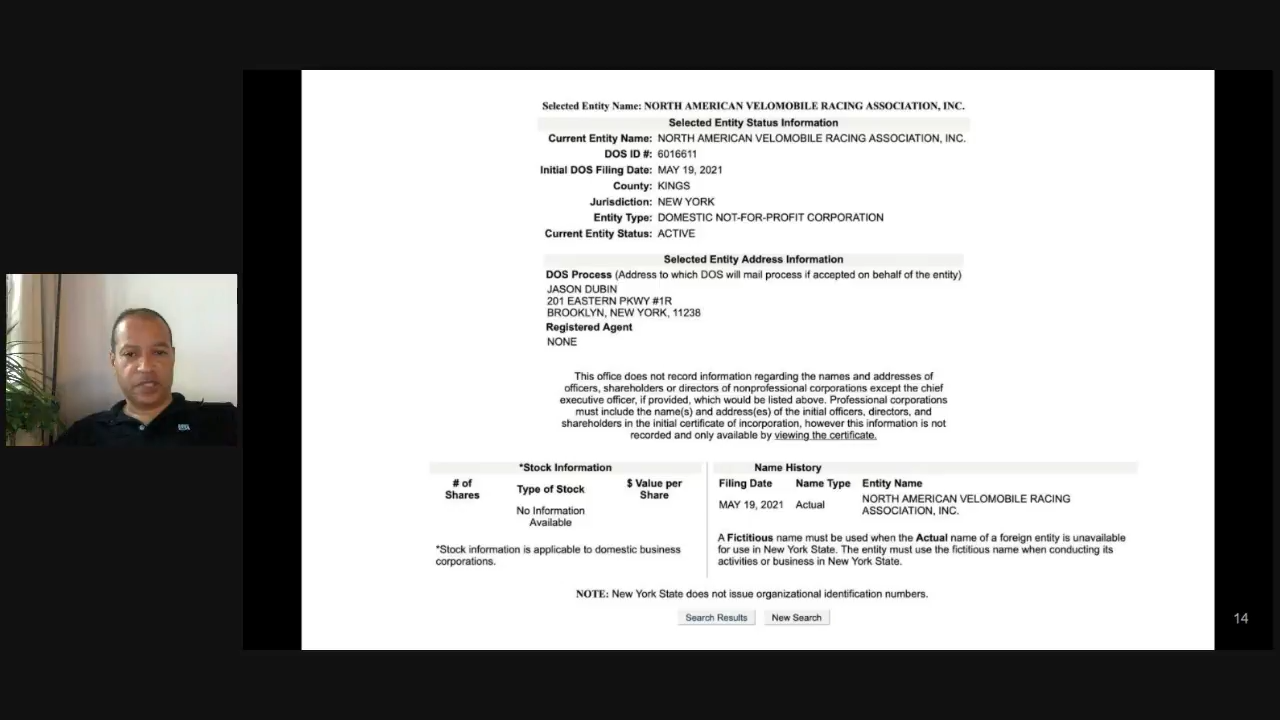 Selected Entity Name: NORTH AMERICAN VELOMOBILE RACING ASSOCIATION, INC.
Selected Entity Status Information
Current Entity Name: NORTH AMERICAN VELOMOBILE RACING ASSOCIATION, INC.
DOS ID #: 6016611
Initial DOS Filing Date: MAY 19, 2021
County: KINGS
Jurisdiction: NEW YORK
Entity Type: DOMESTIC NOT-FOR-PROFIT CORPORATION
Current Entity Status: ACTIVE
Selected Entity Address Information
DOS Process (Address to which DOS will mail process if accepted on behalf of the entity)
JASON DUBIN
201 EASTERN PKWY #1R
BROOKLYN, NEW YORK, 11238
Registered Agent
NONE
This office does not record information regarding the names and addresses of
officers, shareholders or directors of nonprofessional corporations except the chief
executive officer, if provided, which would be listed above. Professional corporations
must include the name(s) and address(es) of the initial officers, directors, and
shareholders in the initial certificate of incorporation, however this information is not
recorded and only available by viewing the certificate.
*Stock Information
# of
Shares
Type of Stock
$ Value per
Share
No Information
Available
*Stock information is applicable to domestic business
corporations.
Name History
Filing Date Name Type Entity Name
MAY 19, 2021 Actual NORTH AMERICAN VELOMOBILE RACING
ASSOCIATION, INC.
A Fictitious name must be used when the Actual name of a foreign entity is unavailable
for use in New York State. The entity must use the fictitious name when conducting its
activities or business in New York State.
NOTE: New York State does not issue organizational identification numbers.
Search Results New Search
14